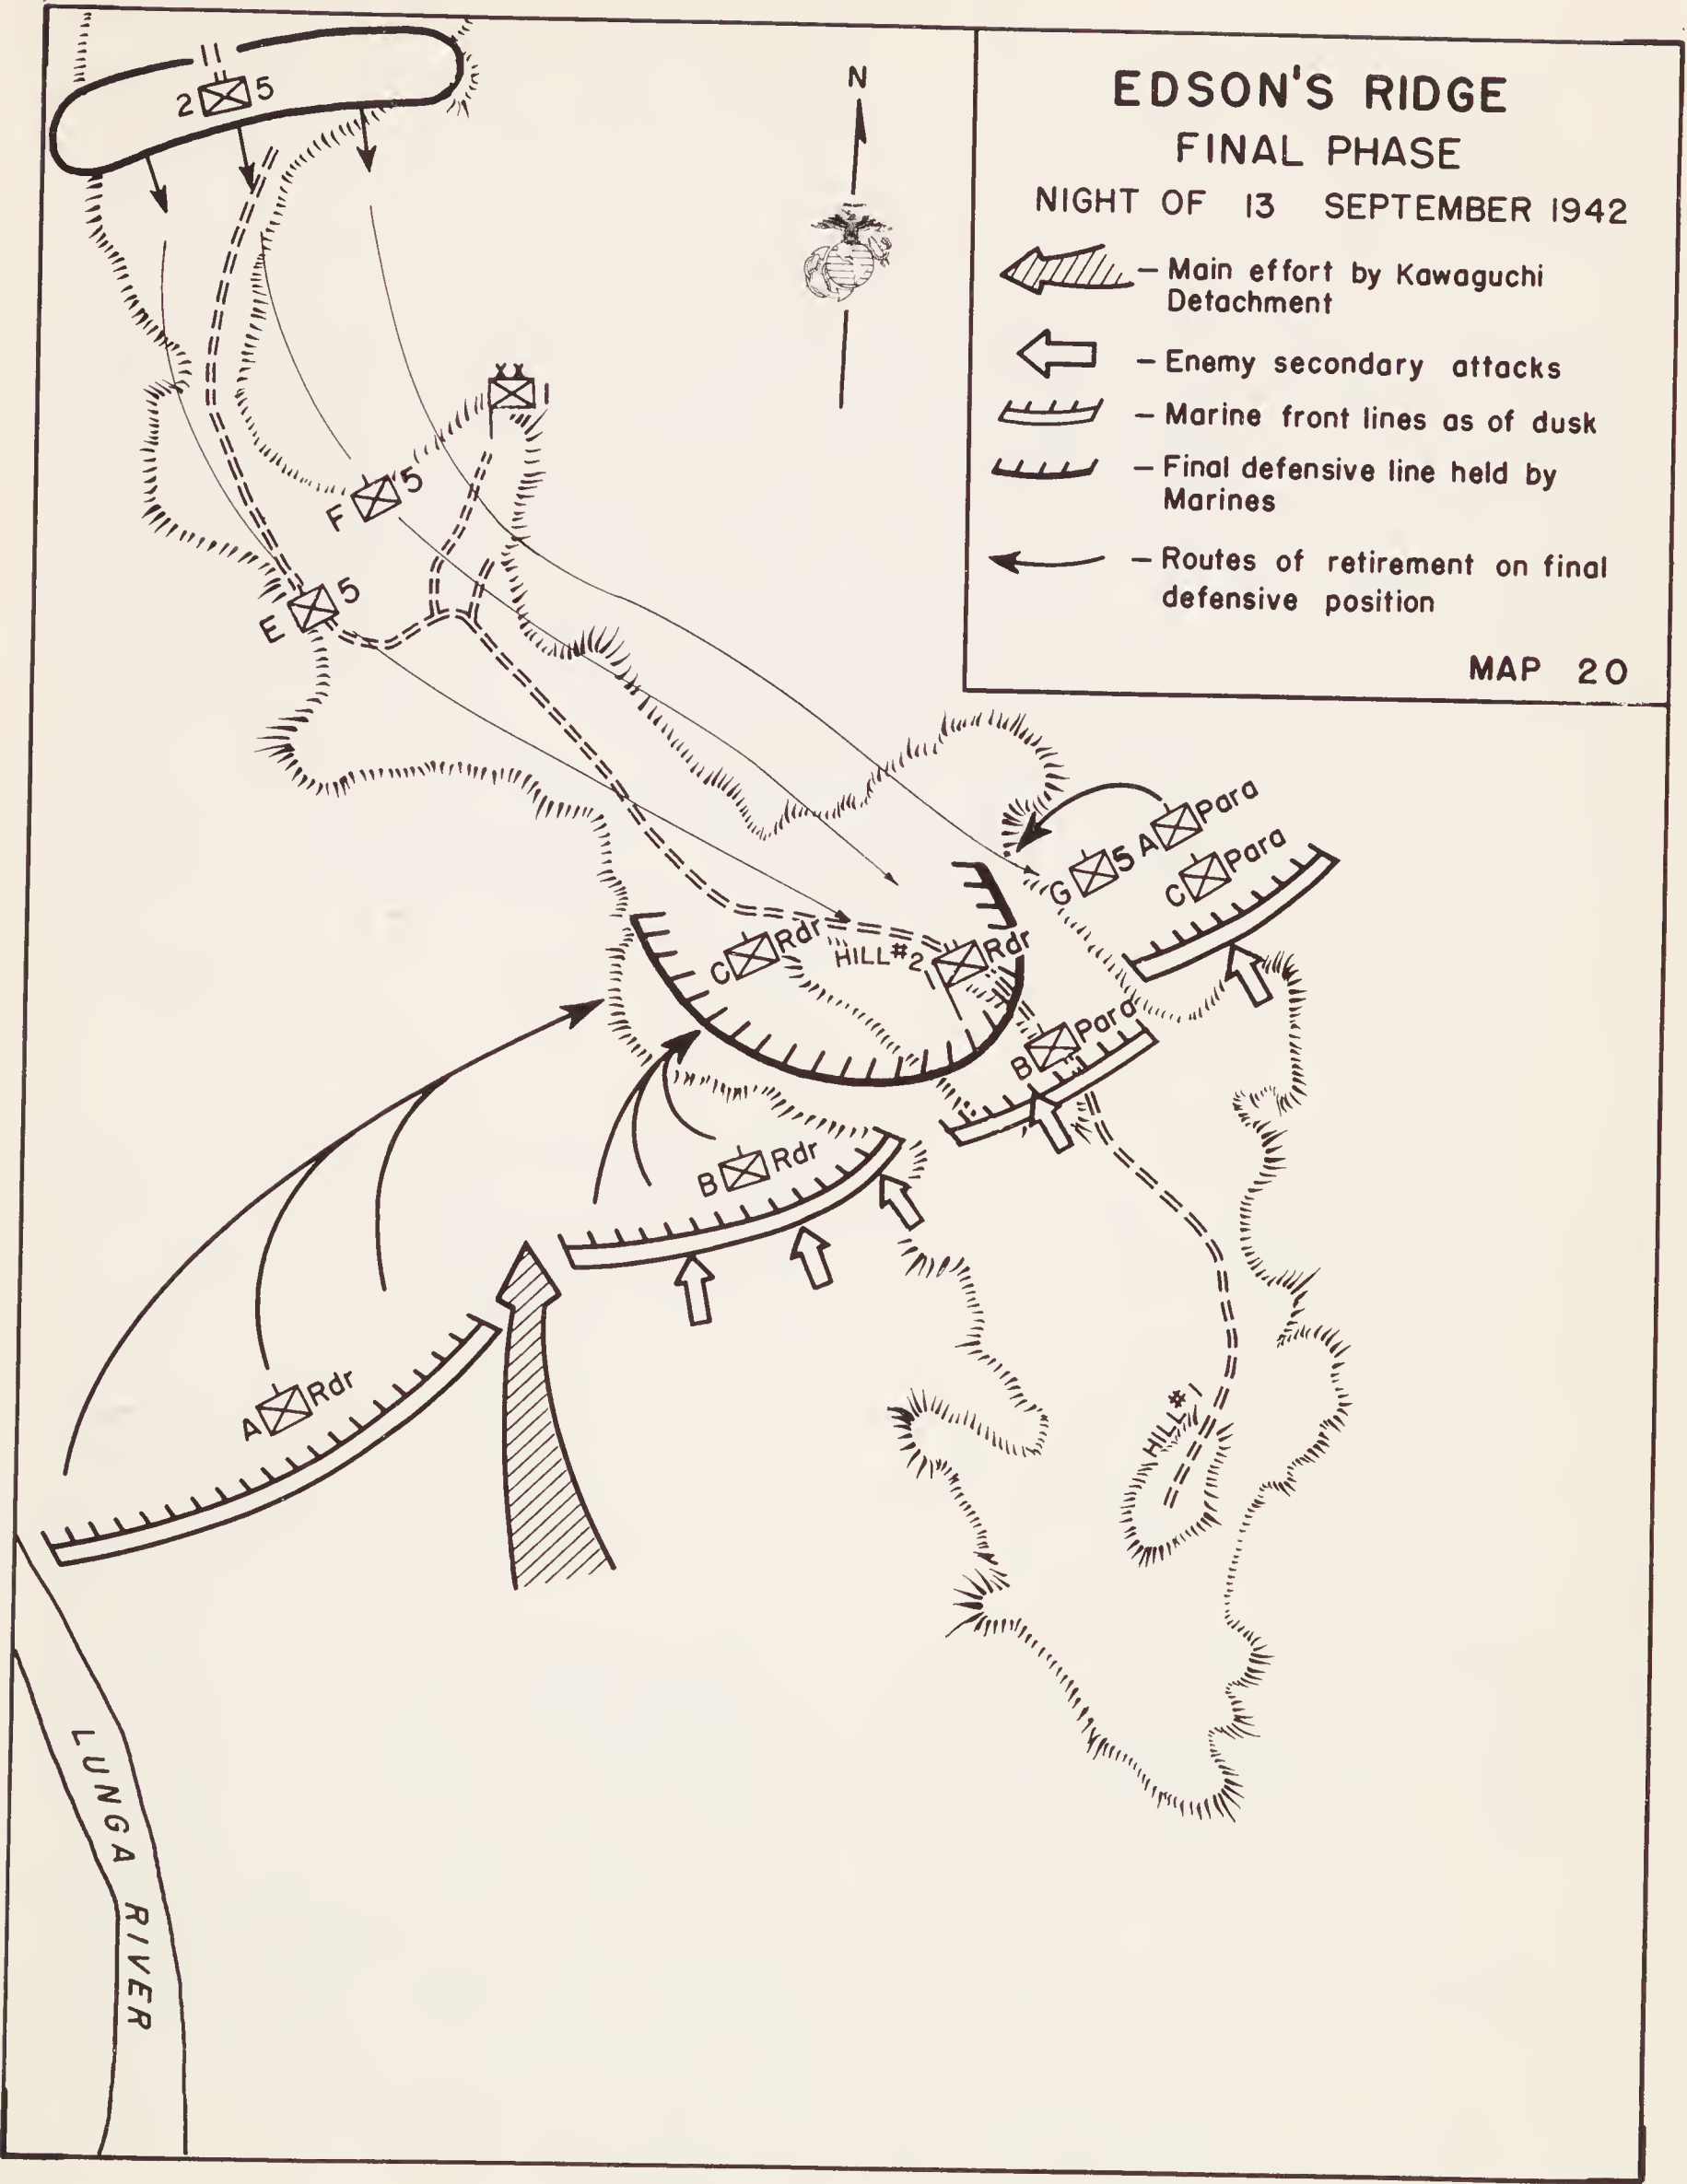 EDSON'S RIDGE
FINAL PHASE
NIGHT OF 13 SEPTEMBER 1942
– Main effort by Kawaguchi
Detachment
– Enemy secondary attacks
– Marine front lines as of dusk
– Final defensive line held by
Marines
– Routes of retirement on final
defensive position
MAP 20
N
2 5
XX
1
F 5
E 5
A Para
G 5
C Para
C Rdr
HILL #2
1 Rdr
B Para
B Rdr
A Rdr
HILL #1
LUNGA RIVER